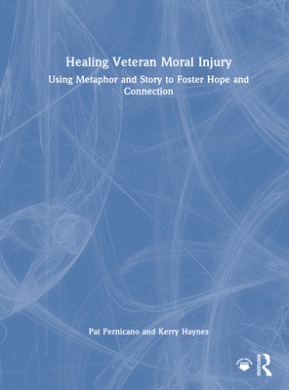 Healing Veteran Moral Injury
Using Metaphor and Story to Foster Hope and
Connection
Pat Pernicano and Kerry Haynes
R